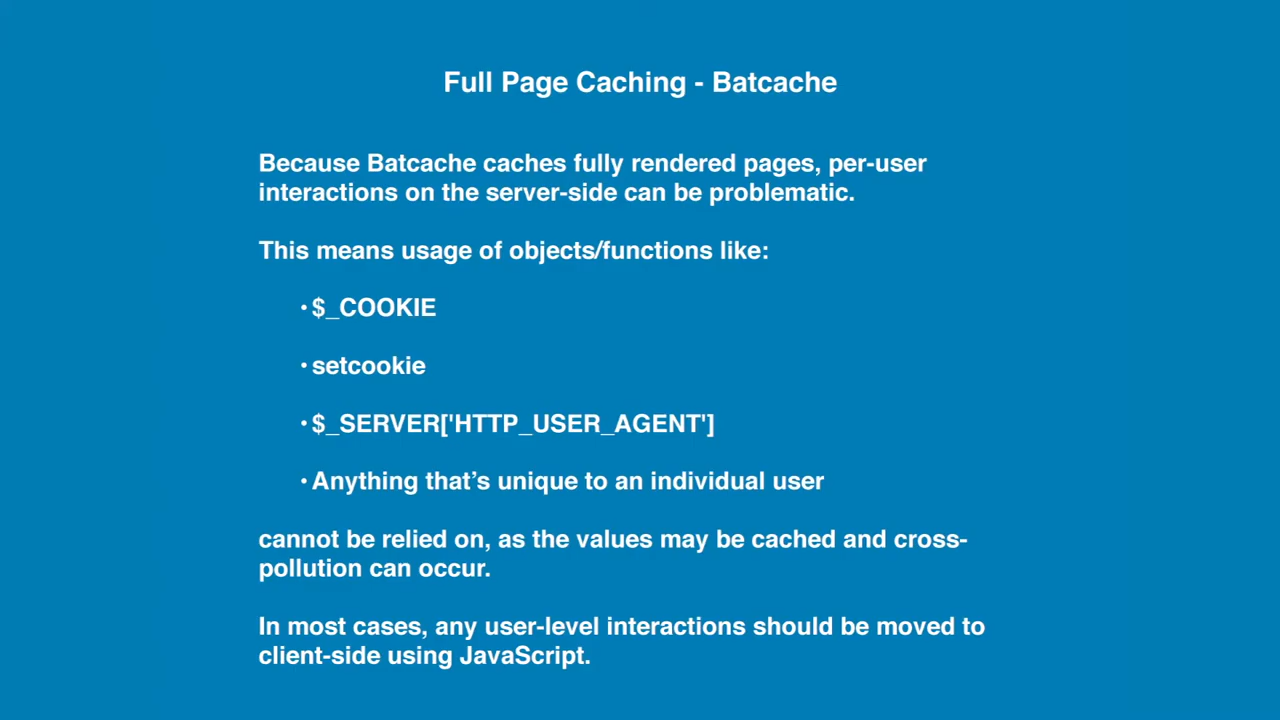 Full Page Caching - Batcache
Because Batcache caches fully rendered pages, per-user
interactions on the server-side can be problematic.
This means usage of objects/functions like:
• $_COOKIE
• setcookie
• $_SERVER['HTTP_USER_AGENT']
• Anything that’s unique to an individual user
cannot be relied on, as the values may be cached and cross-
pollution can occur.
In most cases, any user-level interactions should be moved to
client-side using JavaScript.